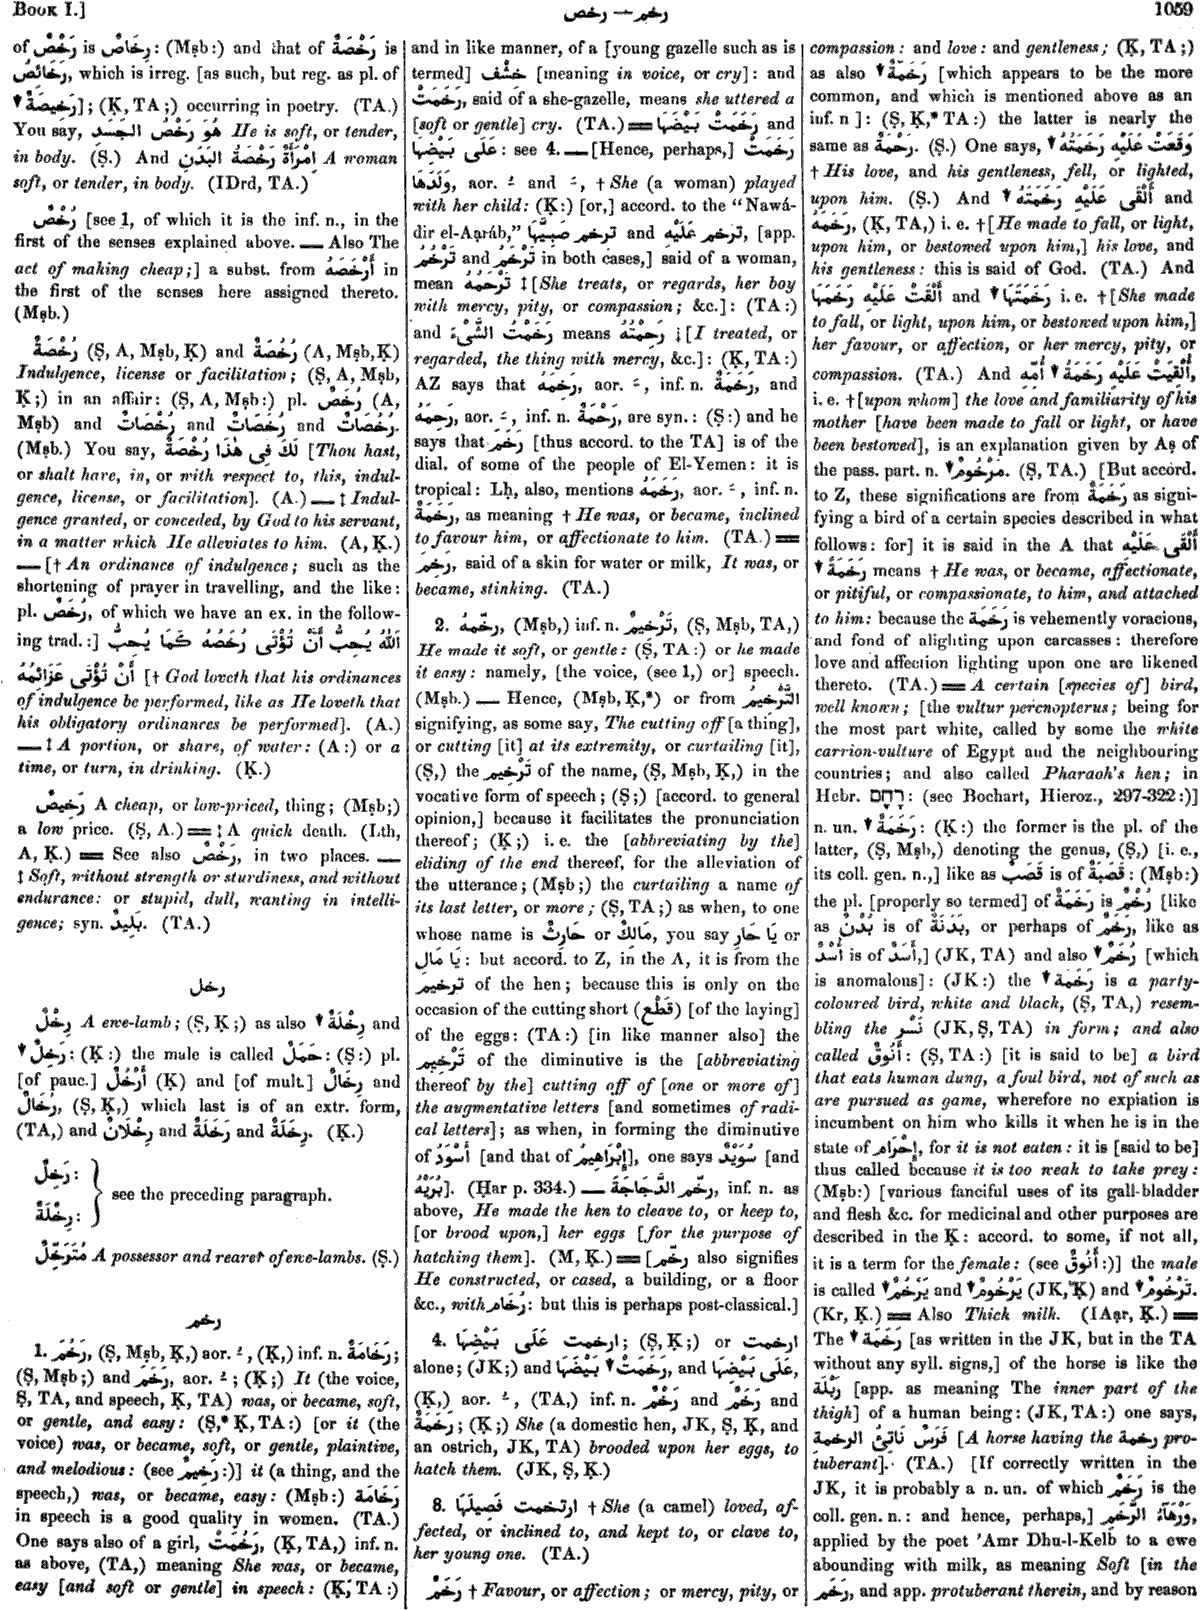 BOOK I.]
رخص — رخم
1059
of رَخْصٌ is رِخَاصٌ: (Mṣb:) and that of رَخْصَةٌ is
رَخَائِصُ, which is irreg. [as such, but reg. as pl. of
رَخِيصَةٌ]; (Ḳ, TA;) occurring in poetry. (TA.)
You say, هُوَ رَخْصُ الجَسَدِ He is soft, or tender,
in body. (Ṣ.) And اِمْرَأَةٌ رَخْصَةُ البَدَنِ A woman
soft, or tender, in body. (IDrd, TA.)
رُخْصٌ [see 1, of which it is the inf. n., in the
first of the senses explained above. — Also The
act of making cheap;] a subst. from أَرْخَصَهُ in
the first of the senses here assigned thereto.
(Mṣb.)
رُخْصَةٌ (Ṣ, A, Mṣb, Ḳ) and رُخُصَةٌ (A, Mṣb, Ḳ)
Indulgence, license or facilitation; (Ṣ, A, Mṣb,
Ḳ;) in an affair: (Ṣ, A, Mṣb:) pl. رُخَصٌ (A,
Mṣb) and رُخُصَاتٌ and رُخَصَاتٌ and رُخْصَاتٌ.
(Mṣb.) You say, لَكَ فِى هٰذَا رُخْصَةٌ [Thou hast,
or shalt have, in, or with respect to, this, indul-
gence, license, or facilitation]. (A.) — ‡ Indul-
gence granted, or conceded, by God to his servant,
in a matter which He alleviates to him. (A, Ḳ.)
— [† An ordinance of indulgence; such as the
shortening of prayer in travelling, and the like:
pl. رُخَصٌ, of which we have an ex. in the follow-
ing trad.:] اَللّٰهُ يُحِبُّ أَنْ تُؤْتَى رُخَصُهُ كَمَا يُحِبُّ
أَنْ تُؤْتَى عَزَائِمُهُ [† God loveth that his ordinances
of indulgence be performed, like as He loveth that
his obligatory ordinances be performed]. (A.)
— ‡ A portion, or share, of water: (A:) or a
time, or turn, in drinking. (Ḳ.)
رَخِيصٌ A cheap, or low-priced, thing; (Mṣb;)
a low price. (Ṣ, A.) ═ ‡ A quick death. (Lth,
A, Ḳ.) ═ See also رَخْصٌ, in two places. —
‡ Soft, without strength or sturdiness, and without
endurance: or stupid, dull, wanting in intelli-
gence; syn. بَلِيدٌ. (TA.)
رخل
رِخْلٌ A ewe-lamb; (Ṣ, Ḳ;) as also رِخْلَةٌ and
رَخِلٌ: (Ḳ:) the male is called حَمَلٌ: (Ṣ:) pl.
[of pauc.] أَرْخُلٌ (Ḳ) and [of mult.] رِخَالٌ and
رُخَالٌ, (Ṣ, Ḳ,) which last is of an extr. form,
(TA,) and رِخْلَانٌ and رَخَلَةٌ and رِخَلَةٌ. (Ḳ.)
رَخِلٌ:
رِخْلَةٌ:
see the preceding paragraph.
مُتَرَخِّلٌ A possessor and rearer of ewe-lambs. (Ṣ.)
رخم
1. رَخُمَ, (Ṣ, Mṣb, Ḳ,) aor. ـُ, (Ḳ,) inf. n. رَخَامَةٌ;
(Ṣ, Mṣb;) and رَخَمَ, aor. ـُ; (Ḳ;) It (the voice,
Ṣ, TA, and speech, Ḳ, TA) was, or became, soft,
or gentle, and easy: (Ṣ,* Ḳ, TA:) [or it (the
voice) was, or became, soft, or gentle, plaintive,
and melodious: (see رَخِيمٌ:)] it (a thing, and the
speech,) was, or became, easy: (Mṣb:) رَخَامَةٌ
in speech is a good quality in women. (TA.)
One says also of a girl, رَخُمَتْ, (Ḳ, TA,) inf. n.
as above, (TA,) meaning She was, or became,
easy [and soft or gentle] in speech: (Ḳ, TA:)
and in like manner, of a [young gazelle such as is
termed] خِشْف [meaning in voice, or cry]: and
رَخُمَتْ, said of a she-gazelle, means she uttered a
[soft or gentle] cry. (TA.) ═ رَخَمَتْ بَيْضَهَا and
عَلَى بَيْضِهَا: see 4. — [Hence, perhaps,] رَخَمَتْ
وَلَدَهَا, aor. ـُ and ـَ, † She (a woman) played
with her child: (Ḳ:) [or,] accord. to the “Nawá-
dir el-Aạráb,” ترخم صَبِيَّهَا and ترخم عَلَيْهِ, [app.
تَرْخُمُ and تَرْخَمُ in both cases,] said of a woman,
mean تَرْحَمُهُ ‡ [She treats, or regards, her boy
with mercy, pity, or compassion; &c.]: (TA:)
and رَخَمْتُ الشَّىْءَ means رَحِمْتُهُ ‡ [I treated, or
regarded, the thing with mercy, &c.]: (Ḳ, TA:)
AZ says that رَخِمَهُ, aor. ـَ, inf. n. رَخْمَةٌ, and
رَحِمَهُ, aor. ـَ, inf. n. رَحْمَةٌ, are syn.: (Ṣ:) and he
says that رخم [thus accord. to the TA] is of the
dial. of some of the people of El-Yemen: it is
tropical: Lḥ, also, mentions رَخِمَهُ, aor. ـَ, inf. n.
رَخْمَةٌ, as meaning † He was, or became, inclined
to favour him, or affectionate to him. (TA.) ═
رَخِمَ, said of a skin for water or milk, It was, or
became, stinking. (TA.)
2. رخّمهُ, (Mṣb,) inf. n. تَرْخِيمٌ, (Ṣ, Mṣb, TA,)
He made it soft, or gentle: (Ṣ, TA:) or he made
it easy: namely, [the voice, (see 1,) or] speech.
(Mṣb.) — Hence, (Mṣb, Ḳ,*) or from التَّرْخِيمُ
signifying, as some say, The cutting off [a thing],
or cutting [it] at its extremity, or curtailing [it],
(Ṣ,) the تَرْخِيم of the name, (Ṣ, Mṣb, Ḳ,) in the
vocative form of speech; (Ṣ;) [accord. to general
opinion,] because it facilitates the pronunciation
thereof; (Ḳ;) i. e. the [abbreviating by the]
eliding of the end thereof, for the alleviation of
the utterance; (Mṣb;) the curtailing a name of
its last letter, or more; (Ṣ, TA;) as when, to one
whose name is حَارِثٌ or مَالِكٌ, you say يَا حَارِ or
يَا مَالِ: but accord. to Z, in the A, it is from the
ترخيم of the hen; because this is only on the
occasion of the cutting short (قَطْع) [of the laying]
of the eggs: (TA:) [in like manner also] the
تَرْخِيم of the diminutive is the [abbreviating
thereof by the] cutting off of [one or more of]
the augmentative letters [and sometimes of radi-
cal letters]; as when, in forming the diminutive
of أَسْوَدُ [and that of إِبْرَاهِيمُ], one says سُوَيْدٌ [and
بُرَيْهٌ]. (Ḥar p. 334.) — رخّم الدَّجَاجَةَ, inf. n. as
above, He made the hen to cleave to, or keep to,
[or brood upon,] her eggs [for the purpose of
hatching them]. (M, Ḳ.) ═ [رخّم also signifies
He constructed, or cased, a building, or a floor
&c., with رُخَام: but this is perhaps post-classical.]
4. ارخمت عَلَى بَيْضِهَا; (Ṣ, Ḳ;) or ارخمت
alone; (JK;) and رَخَمَتْ بَيْضَهَا, and عَلَى بَيْضِهَا,
(Ḳ,) aor. ـُ, (TA,) inf. n. رَخْمٌ and رَخَمٌ and
رَخَمَةٌ; (Ḳ;) She (a domestic hen, JK, Ṣ, Ḳ, and
an ostrich, JK, TA) brooded upon her eggs, to
hatch them. (JK, Ṣ, Ḳ.)
8. ارتخمت فَصِيلَهَا † She (a camel) loved, af-
fected, or inclined to, and kept to, or clave to,
her young one. (TA.)
رَخَمٌ † Favour, or affection; or mercy, pity, or
compassion: and love: and gentleness; (Ḳ, TA;)
as also رَخْمَةٌ [which appears to be the more
common, and which is mentioned above as an
inf. n]: (Ṣ, Ḳ,* TA:) the latter is nearly the
same as رَحْمَةٌ. (Ṣ.) One says, وَقَعَتْ عَلَيْهِ رَخْمَتُهُ
† His love, and his gentleness, fell, or lighted,
upon him. (Ṣ.) And أَلْقَى عَلَيْهِ رَخْمَتَهُ and
رَخَمَهُ, (Ḳ, TA,) i. e. † [He made to fall, or light,
upon him, or bestowed upon him,] his love, and
his gentleness: this is said of God. (TA.) And
أَلْقَتْ عَلَيْهِ رَخَمَهَا and رَخْمَتَهَا i. e. † [She made
to fall, or light, upon him, or bestowed upon him,]
her favour, or affection, or her mercy, pity, or
compassion. (TA.) And أُلْقِيَتْ عَلَيْهِ رَخْمَةُ أُمِّهِ,
i. e. † [upon whom] the love and familiarity of his
mother [have been made to fall or light, or have
been bestowed], is an explanation given by Aṣ of
the pass. part. n. مَرْخُومٌ. (Ṣ, TA.) [But accord.
to Z, these significations are from رَخَمَةٌ as signi-
fying a bird of a certain species described in what
follows: for] it is said in the A that أَلْقَى عَلَيْهِ
رَخَمَةً means † He was, or became, affectionate,
or pitiful, or compassionate, to him, and attached
to him: because the رَخَمَة is vehemently voracious,
and fond of alighting upon carcasses: therefore
love and affection lighting upon one are likened
thereto. (TA.) ═ A certain [species of] bird,
well known; [the vultur percnopterus; being for
the most part white, called by some the white
carrion-vulture of Egypt and the neighbouring
countries; and also called Pharaoh's hen; in
Hebr. רָחָם: (see Bochart, Hieroz., 297-322:)]
n. un. رَخَمَةٌ: (Ḳ:) the former is the pl. of the
latter, (Ṣ, Mṣb,) denoting the genus, (Ṣ,) [i. e.,
its coll. gen. n.,] like as قَصَبٌ is of قَصَبَةٌ: (Mṣb:)
the pl. [properly so termed] of رَخَمَةٌ is رُخْمٌ [like
as بُدْنٌ is of بَدَنَةٌ, or perhaps of رَخَمٌ, like as
أُسْدٌ is of أَسَدٌ,] (JK, TA) and also رُخَّمٌ [which
is anomalous]: (JK:) the رَخَمَة is a party-
coloured bird, white and black, (Ṣ, TA,) resem-
bling the نَسْر (JK, Ṣ, TA) in form; and also
called أَنُوقٌ: (Ṣ, TA:) [it is said to be] a bird
that eats human dung, a foul bird, not of such as
are pursued as game, wherefore no expiation is
incumbent on him who kills it when he is in the
state of إِحْرَام, for it is not eaten: it is [said to be]
thus called because it is too weak to take prey:
(Mṣb:) [various fanciful uses of its gall-bladder
and flesh &c. for medicinal and other purposes are
described in the Ḳ: accord. to some, if not all,
it is a term for the female: (see أَنُوقٌ:)] the male
is called يَرْخُمٌ and يَرْخُومٌ (JK, Ḳ) and تَرْخُومٌ.
(Kr, Ḳ.) ═ Also Thick milk. (IAạr, Ḳ.) ═
The رَخَمَة [as written in the JK, but in the TA
without any syll. signs,] of the horse is like the
رَبْلَة [app. as meaning The inner part of the
thigh] of a human being: (JK, TA:) one says,
فَرَسٌ نَاتِئُ الرخمة [A horse having the رخمة pro-
tuberant]. (TA.) [If correctly written in the
JK, it is probably a n. un. of which رَخَمٌ is the
coll. gen. n.: and hence, perhaps,] وَرْهَآءُ الرَّخَمِ,
applied by the poet 'Amr Dhu-l-Kelb to a ewe
abounding with milk, as meaning Soft [in the
رَخَم, and app. protuberant therein, and by reason